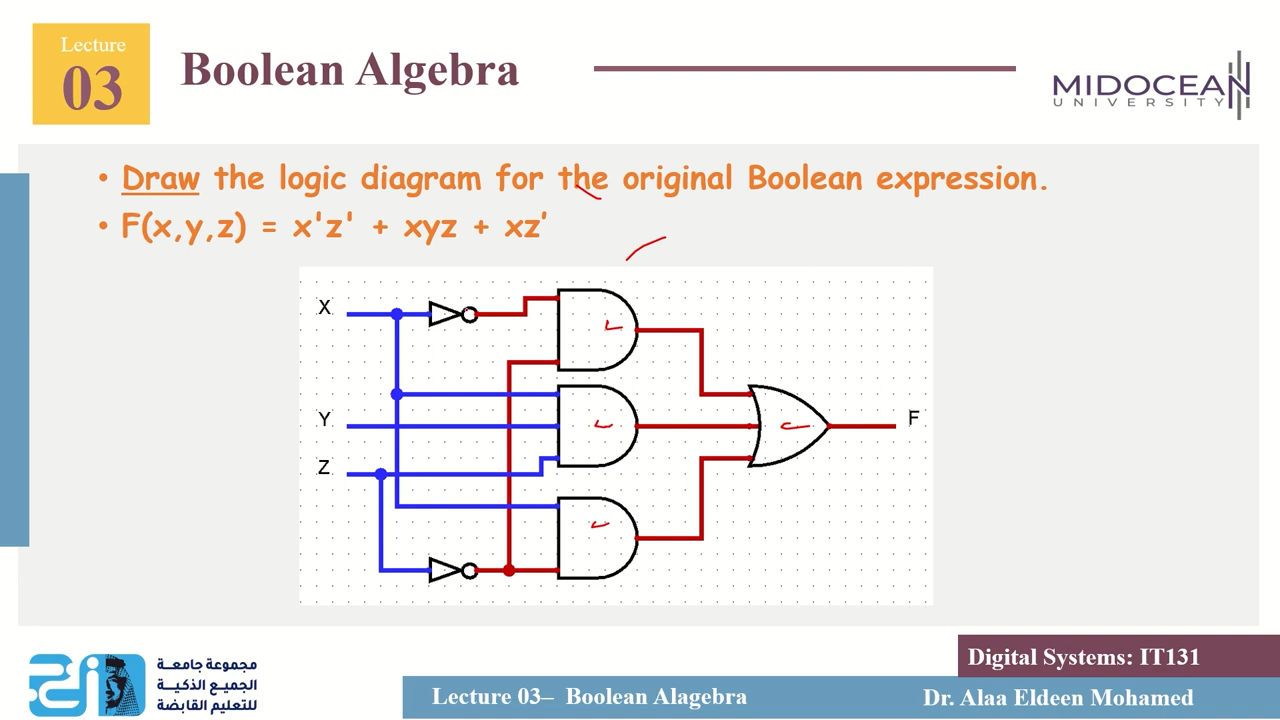 Lecture
03
Boolean Algebra
MIDOCEAN
UNIVERSITY
• Draw the logic diagram for the original Boolean expression.
• F(x,y,z) = x'z' + xyz + xz’
X
Y
Z
F
مجموعة جامعة
الجميع الذكية
للتعليم القابضة
Digital Systems: IT131
Lecture 03– Boolean Alagebra
Dr. Alaa Eldeen Mohamed